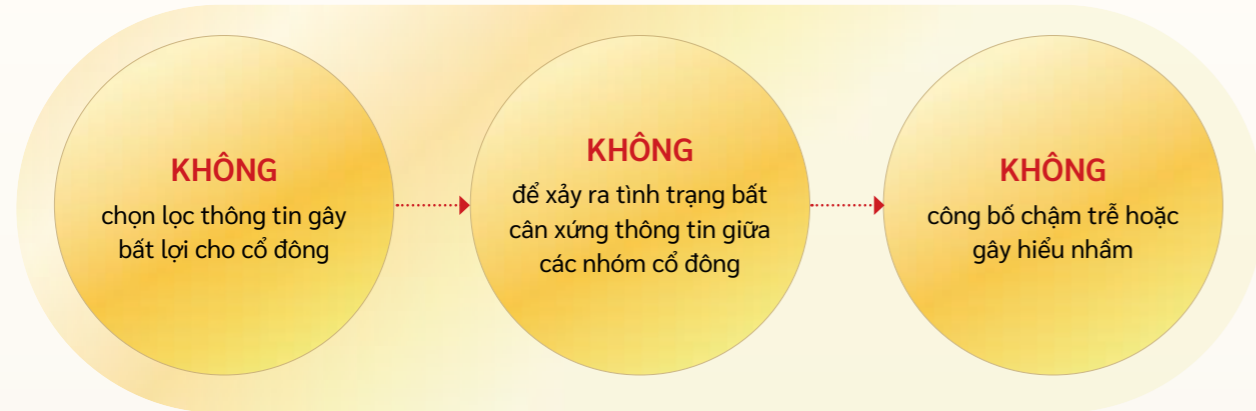 KHÔNG
chọn lọc thông tin gây
bất lợi cho cổ đông
KHÔNG
để xảy ra tình trạng bất
cân xứng thông tin giữa
các nhóm cổ đông
KHÔNG
công bố chậm trễ hoặc
gây hiểu nhầm